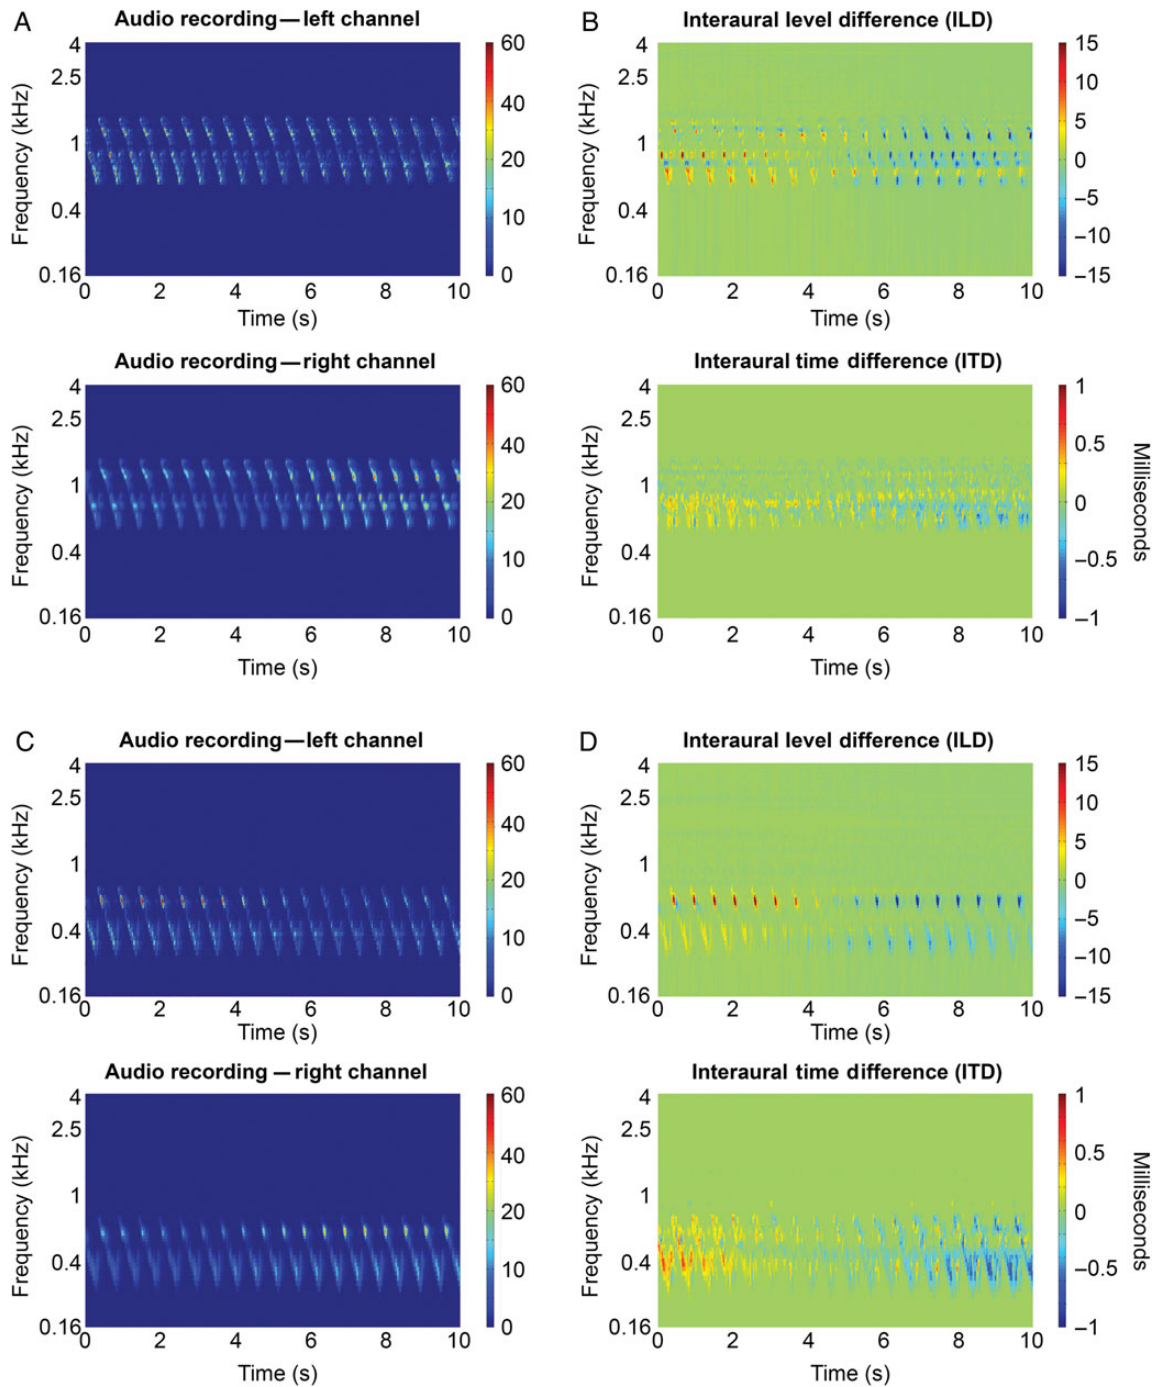 A
Audio recording—left channel
Frequency (kHz)
4
2.5
1
0.4
0.16
0 2 4 6 8 10
Time (s)
60
40
20
10
0
B
Interaural level difference (ILD)
Frequency (kHz)
4
2.5
1
0.4
0.16
0 2 4 6 8 10
Time (s)
15
10
5
0
−5
−10
−15
Audio recording—right channel
Frequency (kHz)
4
2.5
1
0.4
0.16
0 2 4 6 8 10
Time (s)
60
40
20
10
0
Interaural time difference (ITD)
Frequency (kHz)
4
2.5
1
0.4
0.16
0 2 4 6 8 10
Time (s)
1
0.5
0
−0.5
−1
Milliseconds
C
Audio recording—left channel
Frequency (kHz)
4
2.5
1
0.4
0.16
0 2 4 6 8 10
Time (s)
60
40
20
10
0
D
Interaural level difference (ILD)
Frequency (kHz)
4
2.5
1
0.4
0.16
0 2 4 6 8 10
Time (s)
15
10
5
0
−5
−10
−15
Audio recording — right channel
Frequency (kHz)
4
2.5
1
0.4
0.16
0 2 4 6 8 10
Time (s)
60
40
20
10
0
Interaural time difference (ITD)
Frequency (kHz)
4
2.5
1
0.4
0.16
0 2 4 6 8 10
Time (s)
1
0.5
0
−0.5
−1
Milliseconds